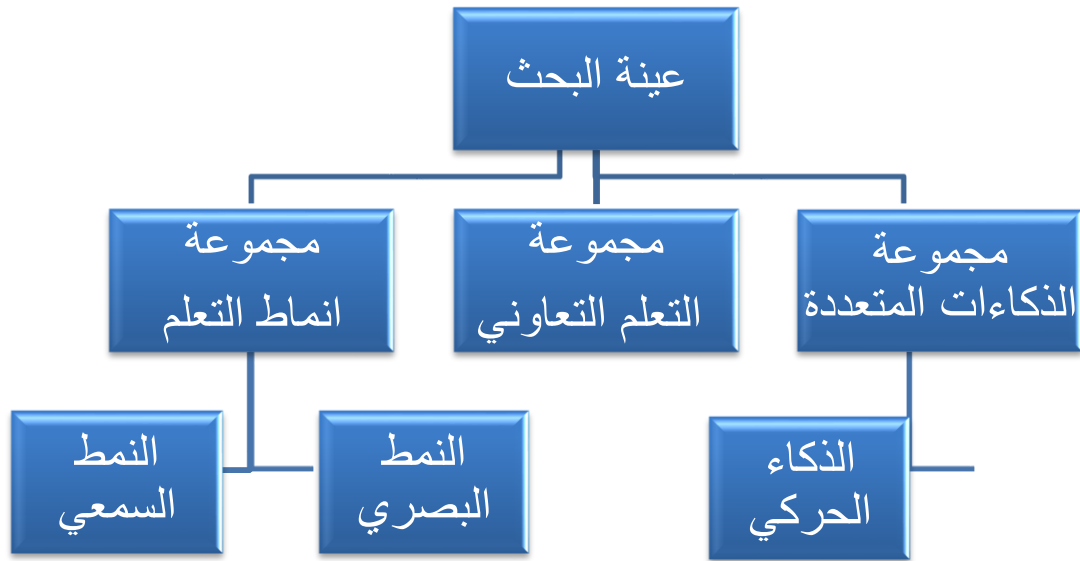 عينة البحث
مجموعة
الذكاءات المتعددة
مجموعة
التعلم التعاوني
مجموعة
انماط التعلم
الذكاء
الحركي
النمط
البصري
النمط
السمعي